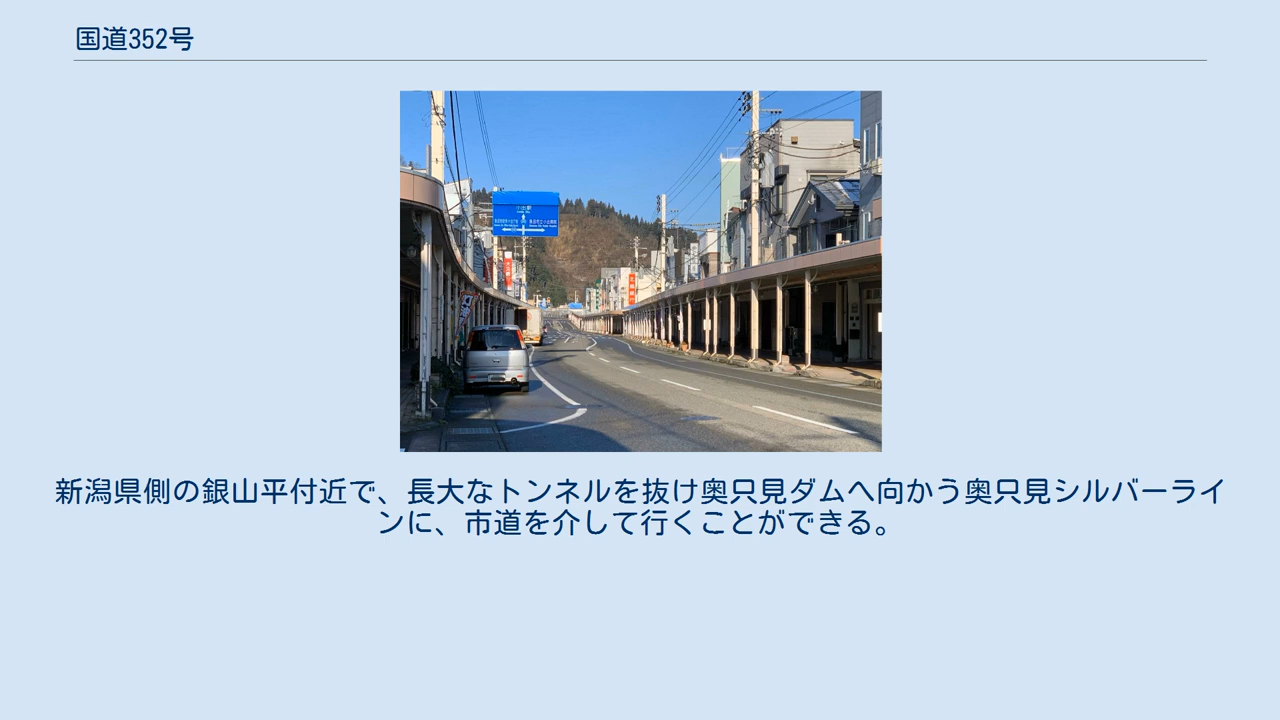 国道352号
小出駅
新潟県側の銀山平付近で、長大なトンネルを抜け奥只見ダムへ向かう奥只見シルバーライ
ンに、市道を介して行くことができる。